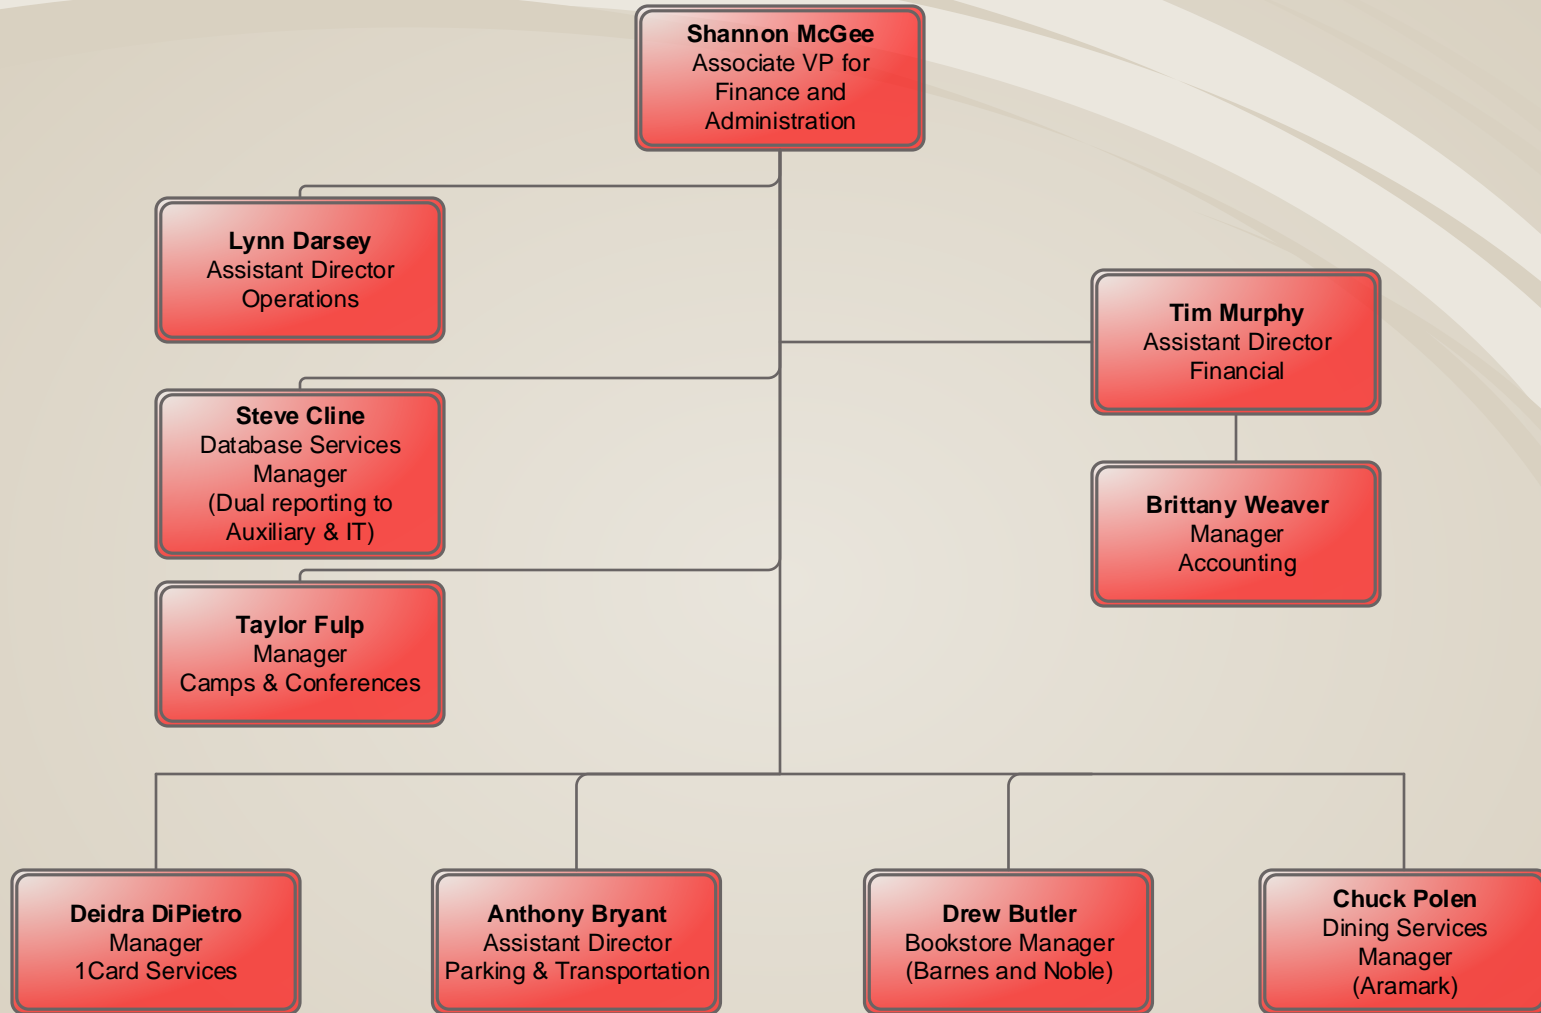 Shannon McGee
Associate VP for
Finance and
Administration
Lynn Darsey
Assistant Director
Operations
Tim Murphy
Assistant Director
Financial
Steve Cline
Database Services
Manager
(Dual reporting to
Auxiliary & IT)
Brittany Weaver
Manager
Accounting
Taylor Fulp
Manager
Camps & Conferences
Deidra DiPietro
Manager
1Card Services
Anthony Bryant
Assistant Director
Parking & Transportation
Drew Butler
Bookstore Manager
(Barnes and Noble)
Chuck Polen
Dining Services
Manager
(Aramark)